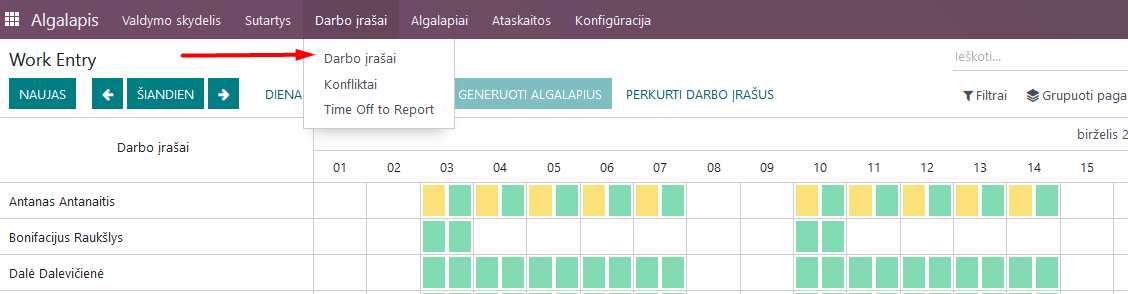 Algalapis Valdymo skydelis Sutartys Darbo įrašai Algalapiai Ataskaitos Konfigūracija
Work Entry
Ieškoti...
Darbo įrašai
Konfliktai
Time Off to Report
NAUJAS ŠIANDIEN DIENA GENERUOTI ALGALAPIUS PERKURTI DARBO ĮRAŠUS
Filtrai Grupuoti paga
Darbo įrašai
birželis 2
01 02 03 04 05 06 07 08 09 10 11 12 13 14 15
Antanas Antanaitis
Bonifacijus Raukšlys
Dalė Dalevičienė